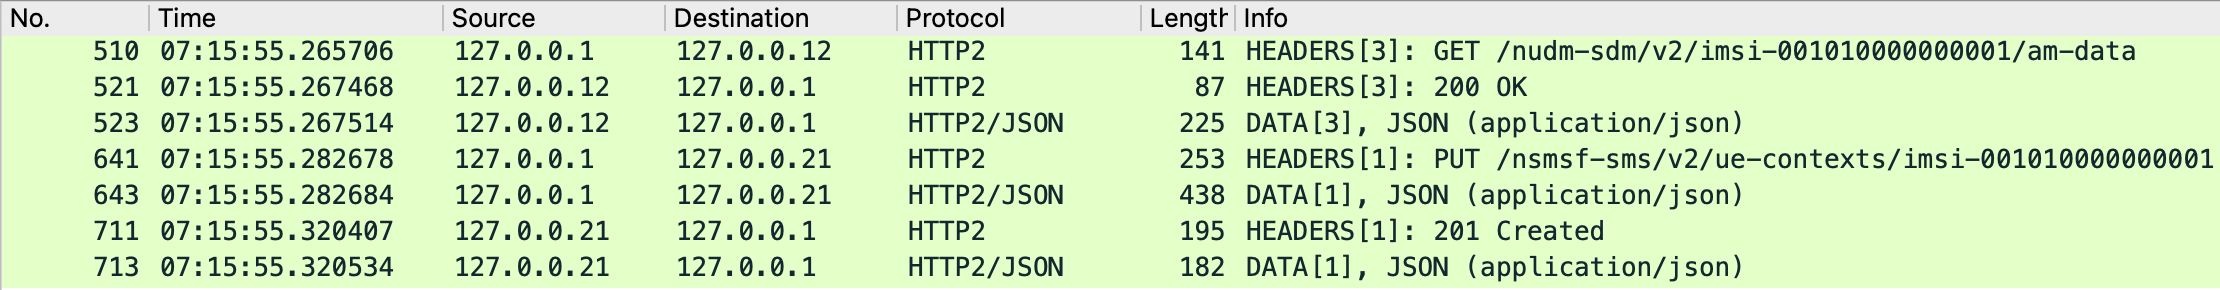 No. Time Source Destination Protocol Length Info
510 07:15:55.265706 127.0.0.1 127.0.0.12 HTTP2 141 HEADERS[3]: GET /nudm-sdm/v2/imsi-001010000000001/am-data
521 07:15:55.267468 127.0.0.12 127.0.0.1 HTTP2 87 HEADERS[3]: 200 OK
523 07:15:55.267514 127.0.0.12 127.0.0.1 HTTP2/JSON 225 DATA[3], JSON (application/json)
641 07:15:55.282678 127.0.0.1 127.0.0.21 HTTP2 253 HEADERS[1]: PUT /nsmsf-sms/v2/ue-contexts/imsi-001010000000001
643 07:15:55.282684 127.0.0.1 127.0.0.21 HTTP2/JSON 438 DATA[1], JSON (application/json)
711 07:15:55.320407 127.0.0.21 127.0.0.1 HTTP2 195 HEADERS[1]: 201 Created
713 07:15:55.320534 127.0.0.21 127.0.0.1 HTTP2/JSON 182 DATA[1], JSON (application/json)